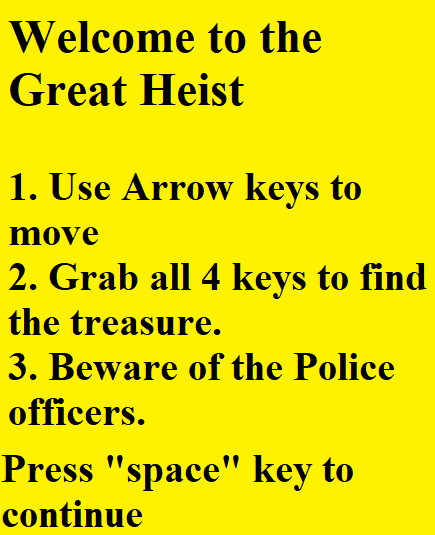 Welcome to the
Great Heist
1. Use Arrow keys to
move
2. Grab all 4 keys to find
the treasure.
3. Beware of the Police
officers.
Press "space" key to
continue